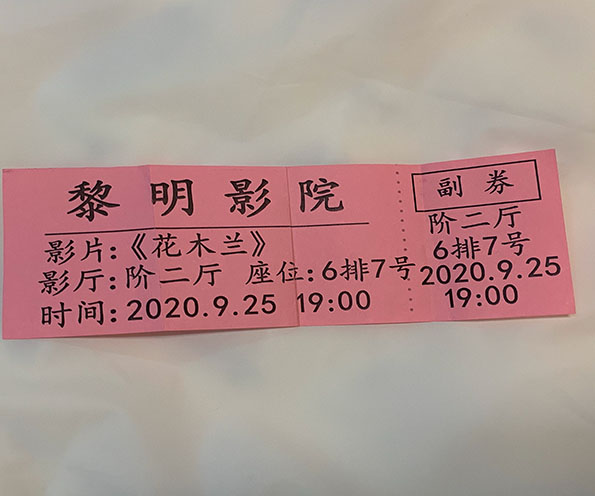 黎明影院
影片:《花木兰》
影厅:阶二厅 座位:6排7号
时间:2020.9.25 19:00
副券
阶二厅
6排7号
2020.9.25
19:00